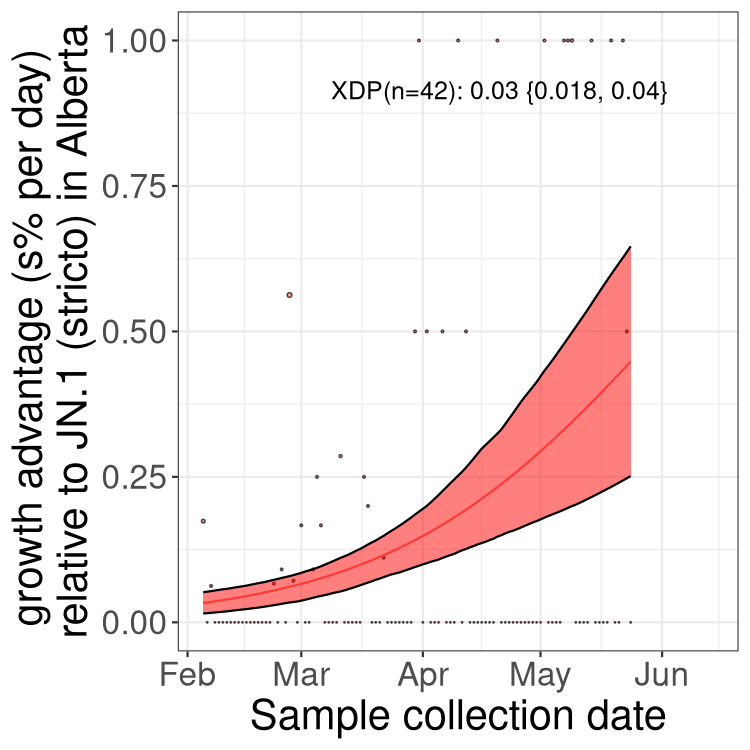 growth advantage (s% per day)
relative to JN.1 (stricto) in Alberta
1.00
0.75
0.50
0.25
0.00
XDP(n=42): 0.03 {0.018, 0.04}
Feb Mar Apr May Jun
Sample collection date